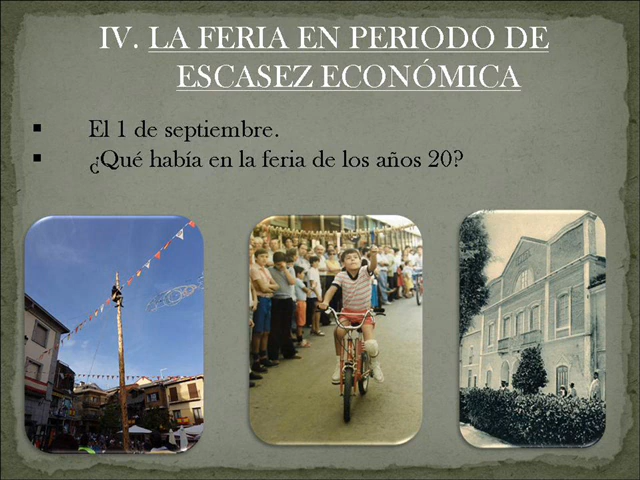 IV. LA FERIA EN PERIODO DE
ESCASEZ ECONÓMICA
▪ El 1 de septiembre.
▪ ¿Qué había en la feria de los años 20?